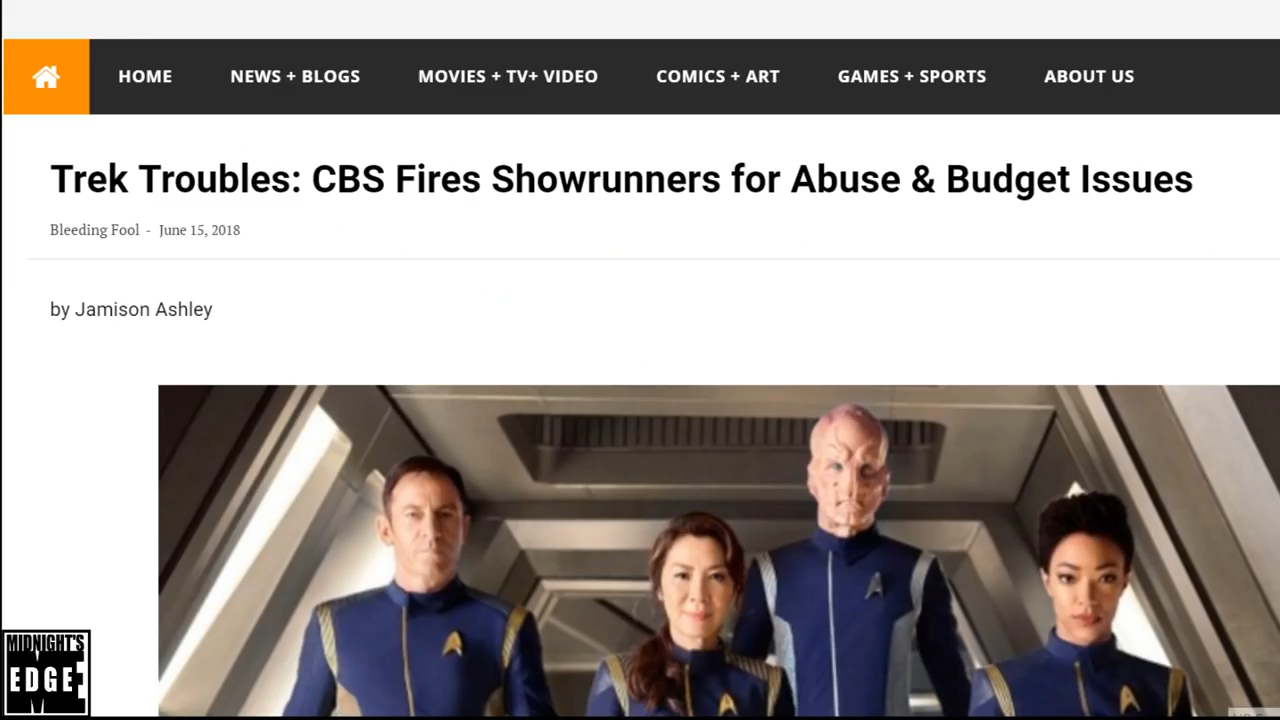 HOME NEWS + BLOGS MOVIES + TV+ VIDEO COMICS + ART GAMES + SPORTS ABOUT US
Trek Troubles: CBS Fires Showrunners for Abuse & Budget Issues
Bleeding Fool - June 15, 2018
by Jamison Ashley
MIDNIGHT'S
ME
EDGE